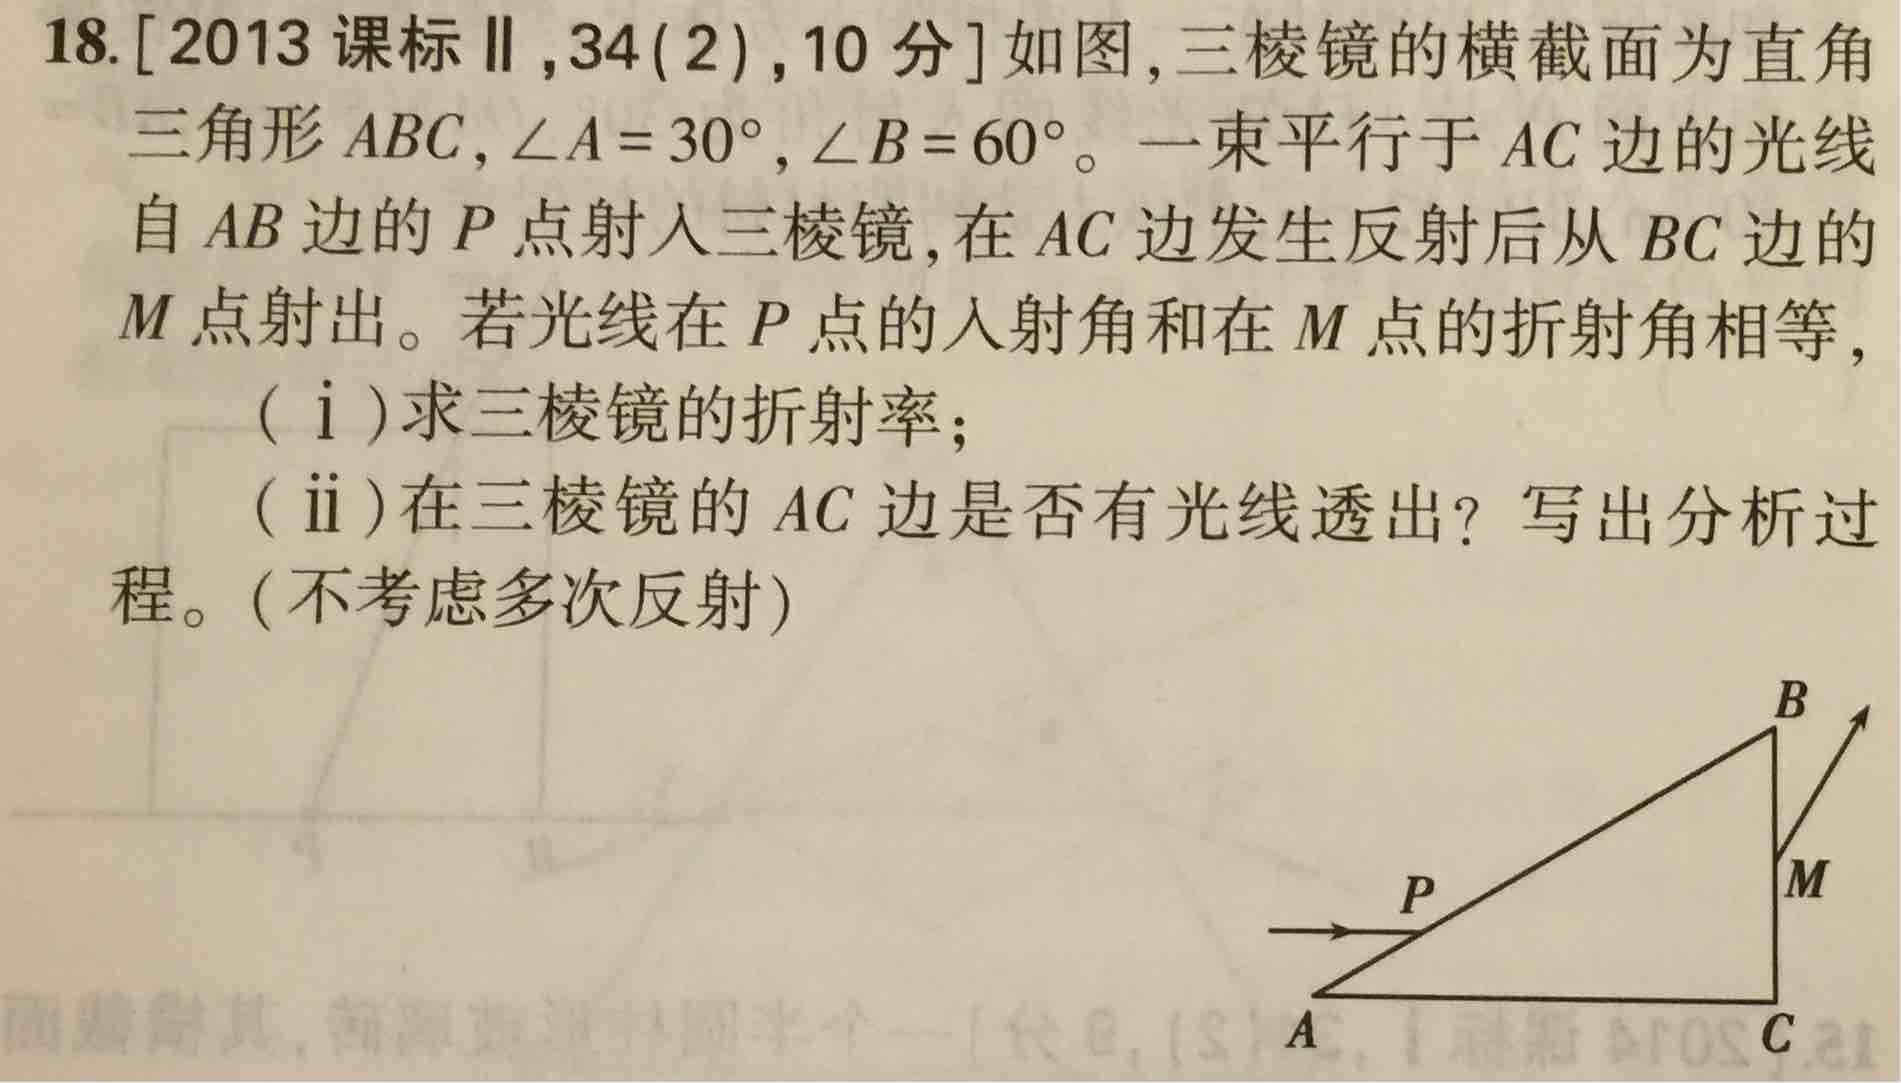 18.[2013 课标Ⅱ,34(2),10 分]如图,三棱镜的横截面为直角
三角形 ABC,∠A=30°,∠B=60°。一束平行于 AC 边的光线
自 AB 边的 P 点射入三棱镜,在 AC 边发生反射后从 BC 边的
M 点射出。若光线在 P 点的入射角和在 M 点的折射角相等,
(ⅰ)求三棱镜的折射率;
(ⅱ)在三棱镜的 AC 边是否有光线透出?写出分析过
程。(不考虑多次反射)
B
P
M
A
C